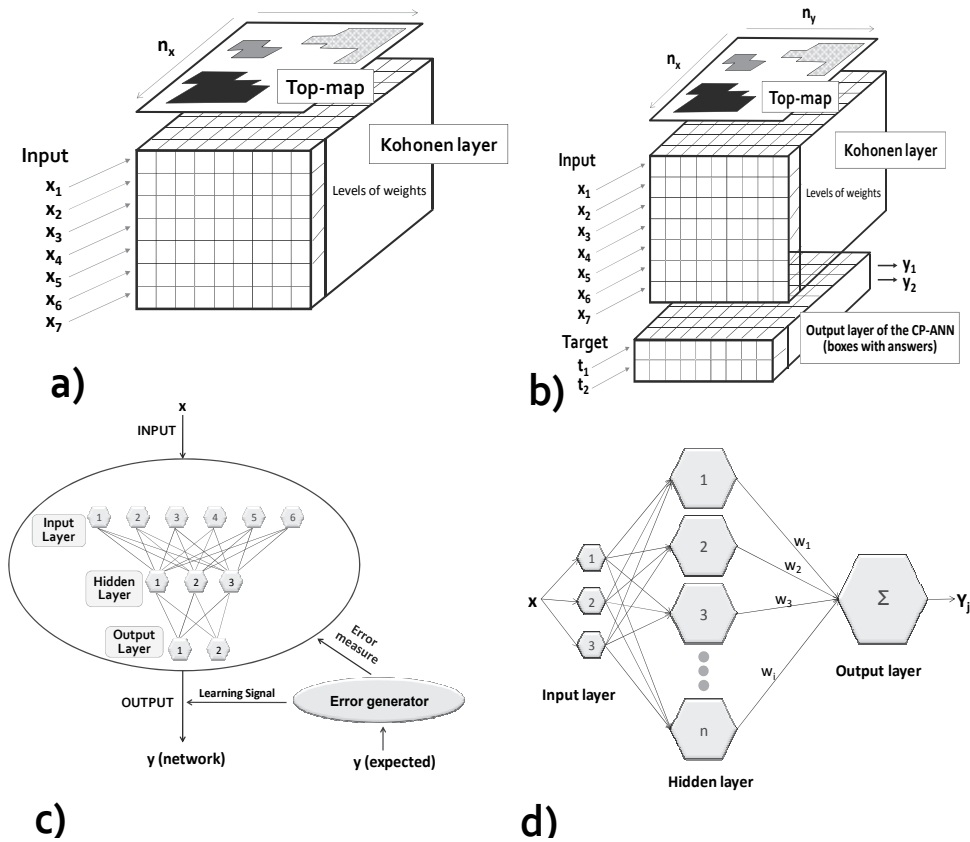 n_x
Top-map
Kohonen layer
Input
Levels of weights
x_1
x_2
x_3
x_4
x_5
x_6
x_7
a)
n_y
n_x
Top-map
Kohonen layer
Input
Levels of weights
x_1
x_2
x_3
x_4
x_5
x_6
x_7
y_1
y_2
Output layer of the CP-ANN
(boxes with answers)
Target
t_1
t_2
b)
x
INPUT
Input
Layer
1 2 3 4 5 6
Hidden
Layer
1 2 3
Output
Layer
1 2
Error
measure
OUTPUT
Learning Signal
Error generator
y (network)
y (expected)
c)
x
1
2
3
Input layer
1
2
3
n
Hidden layer
w_1
w_2
w_3
w_i
Σ
Output layer
Y_j
d)